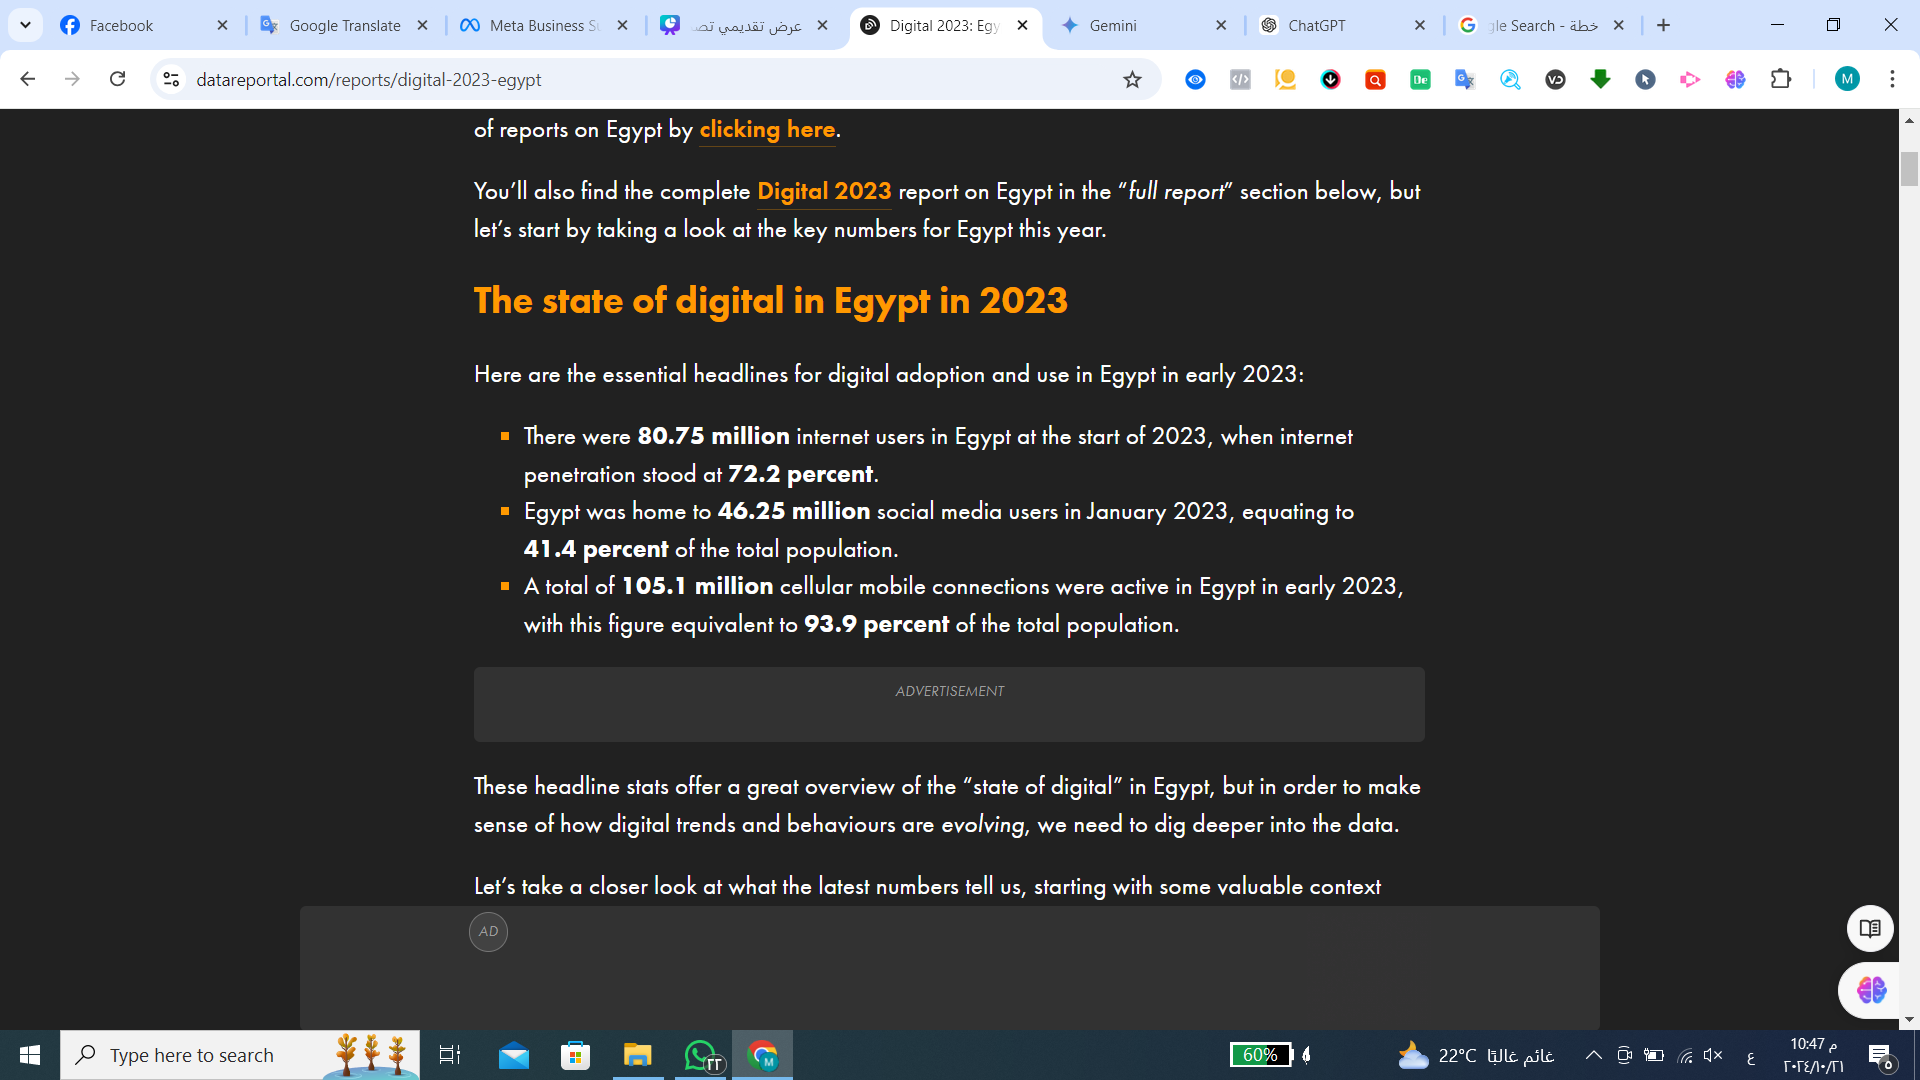 Facebook
Google Translate
Meta Business Su
عرض تقديمي تصـ
Digital 2023: Egy
Gemini
ChatGPT
خطة - gle Search
datareportal.com/reports/digital-2023-egypt
M
of reports on Egypt by clicking here.
You’ll also find the complete Digital 2023 report on Egypt in the “full report” section below, but
let’s start by taking a look at the key numbers for Egypt this year.
The state of digital in Egypt in 2023
Here are the essential headlines for digital adoption and use in Egypt in early 2023:
There were 80.75 million internet users in Egypt at the start of 2023, when internet
penetration stood at 72.2 percent.
Egypt was home to 46.25 million social media users in January 2023, equating to
41.4 percent of the total population.
A total of 105.1 million cellular mobile connections were active in Egypt in early 2023,
with this figure equivalent to 93.9 percent of the total population.
ADVERTISEMENT
These headline stats offer a great overview of the “state of digital” in Egypt, but in order to make
sense of how digital trends and behaviours are evolving, we need to dig deeper into the data.
Let’s take a closer look at what the latest numbers tell us, starting with some valuable context
AD
Type here to search
٢٣
M
60%
22°C غائم غالبًا
ع
10:47 م
٢٠٢٤/١٠/٢١
٥